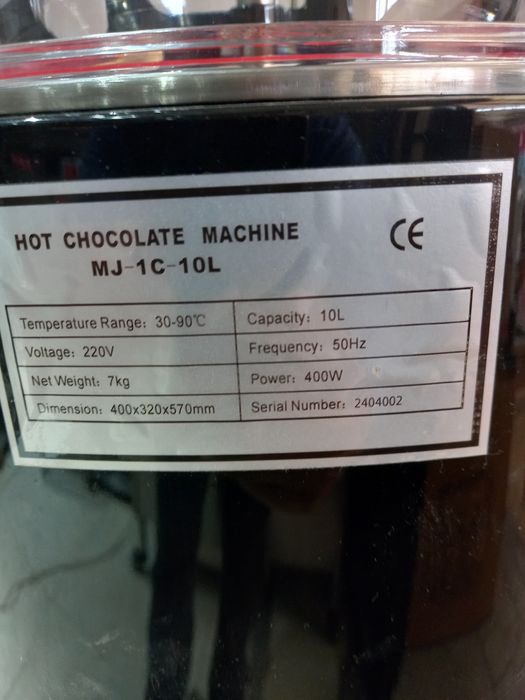 HOT CHOCOLATE MACHINE
CE
MJ-1C-10L
Temperature Range: 30-90℃ Capacity: 10L
Voltage: 220V Frequency: 50Hz
Net Weight: 7kg Power: 400W
Dimension: 400x320x570mm Serial Number: 2404002